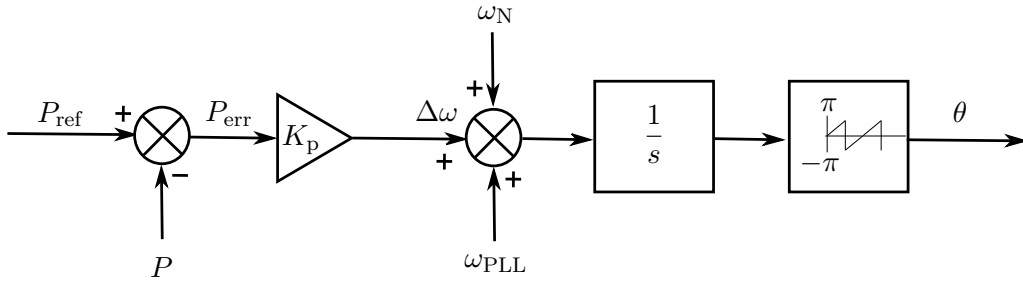 ω_N
P_ref
+
P_err
K_p
Δω
+
+
1/s
π
−π
θ
−
+
P
ω_PLL